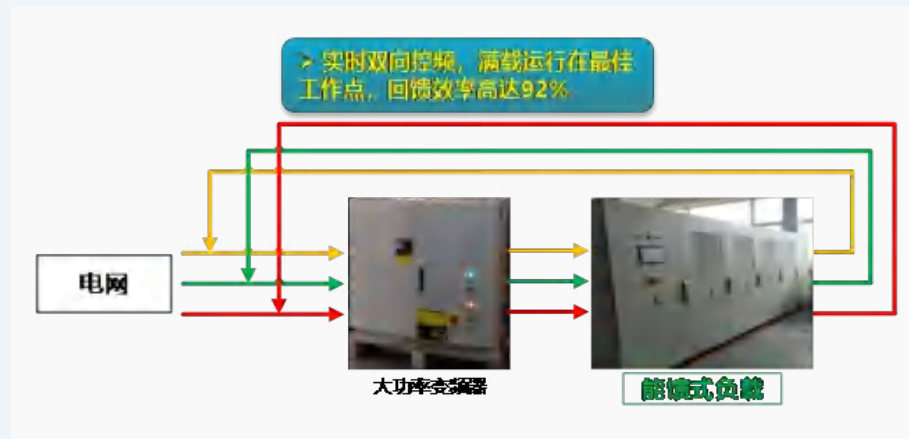 ➢ 实时双向控频，满载运行在最佳
工作点，回馈效率高达92%
电网
大功率变频器
能馈式负载